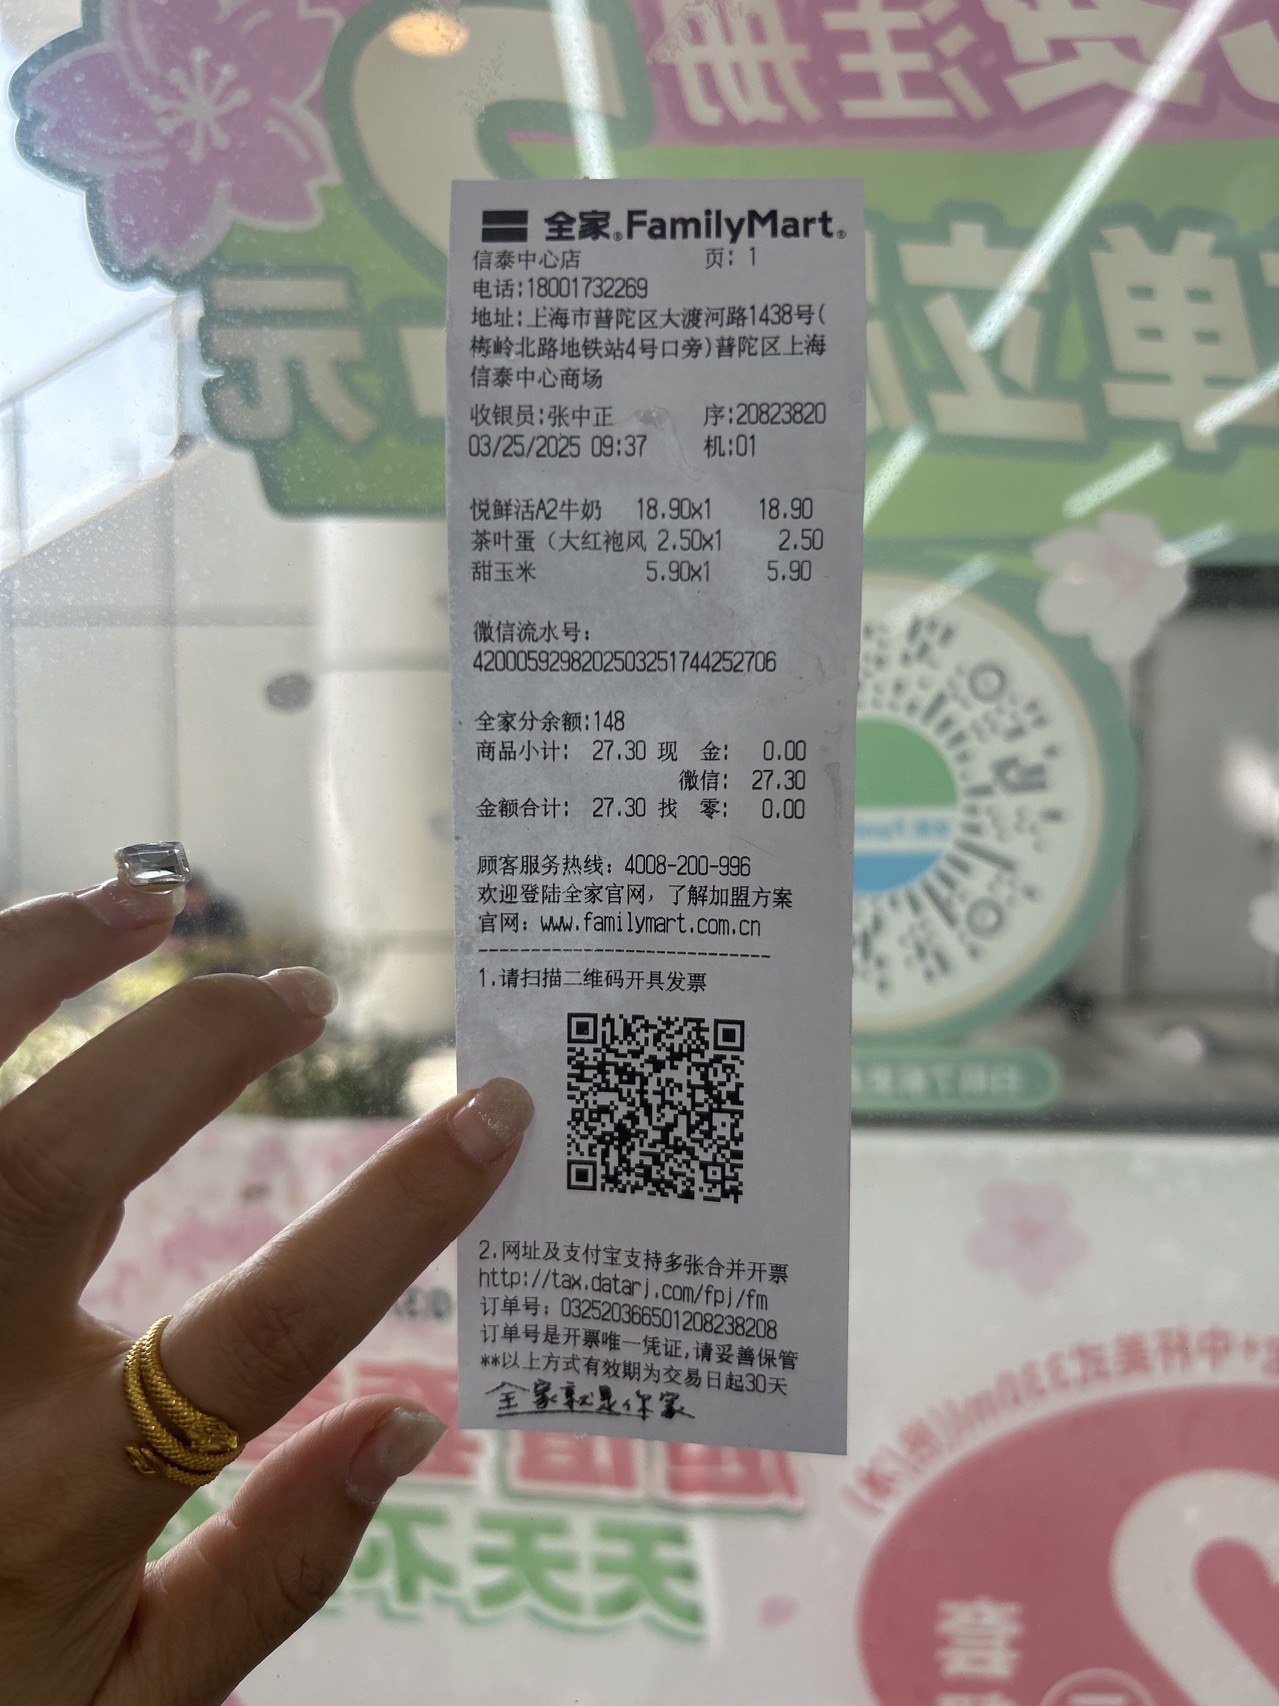 全家®FamilyMart®
信泰中心店 页: 1
电话:18001732269
地址:上海市普陀区大渡河路1438号(
梅岭北路地铁站4号口旁)普陀区上海
信泰中心商场
收银员:张中正 序:20823820
03/25/2025 09:37 机:01
悦鲜活A2牛奶 18.90x1 18.90
茶叶蛋（大红袍风 2.50x1 2.50
甜玉米 5.90x1 5.90
微信流水号:
4200059298202503251744252706
全家分余额:148
商品小计: 27.30 现 金: 0.00
微信: 27.30
金额合计: 27.30 找 零: 0.00
顾客服务热线: 4008-200-996
欢迎登陆全家官网, 了解加盟方案
官网: www.familymart.com.cn
------------------------------
1.请扫描二维码开具发票
2.网址及支付宝支持多张合并开票
http://tax.datarj.com/fpj/fm
订单号: 032520366501208238208
订单号是开票唯一凭证,请妥善保管
**以上方式有效期为交易日起30天
全家就是你家
注册
立
单
元
天天不
套